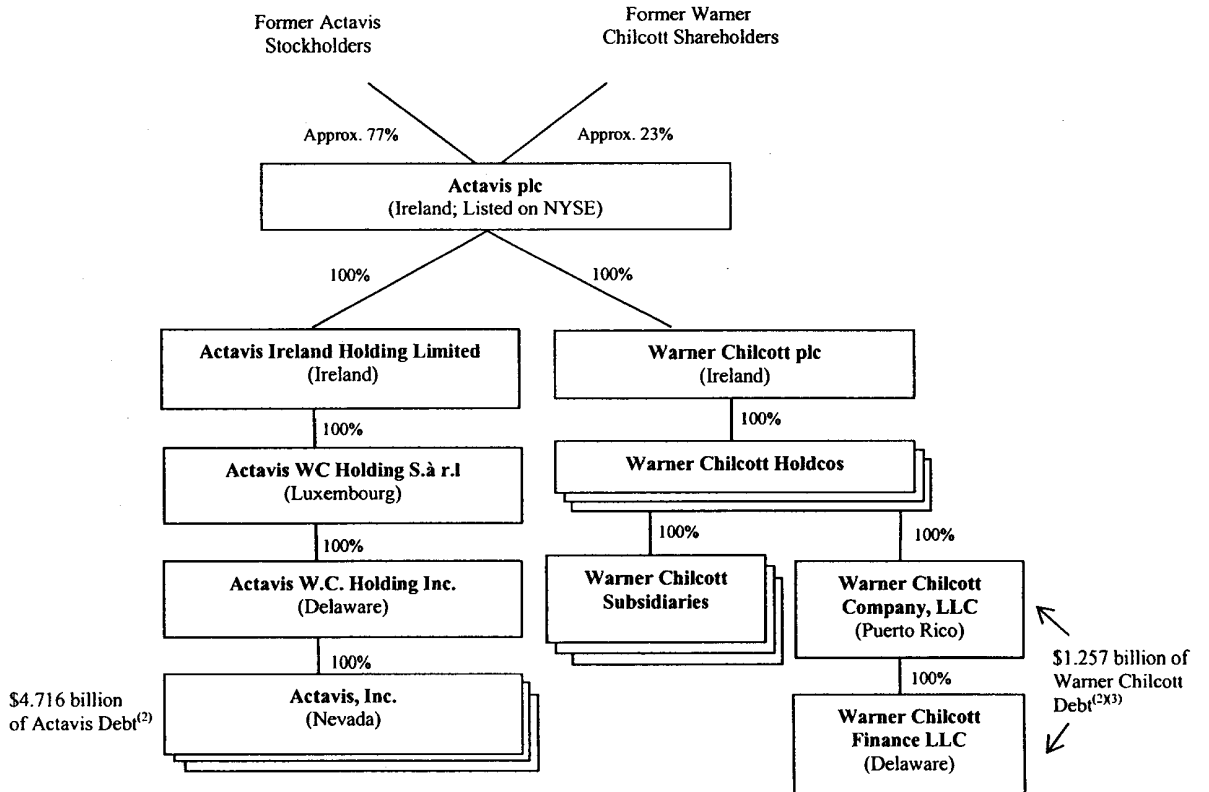 Former Actavis
Stockholders
Former Warner
Chilcott Shareholders
Approx. 77%
Approx. 23%
Actavis plc
(Ireland; Listed on NYSE)
100%
100%
Actavis Ireland Holding Limited
(Ireland)
Warner Chilcott plc
(Ireland)
100%
100%
Actavis WC Holding S.à r.l
(Luxembourg)
Warner Chilcott Holdcos
100%
100%
100%
Actavis W.C. Holding Inc.
(Delaware)
Warner Chilcott
Subsidiaries
Warner Chilcott
Company, LLC
(Puerto Rico)
100%
100%
$4.716 billion
of Actavis Debt(2)
Actavis, Inc.
(Nevada)
$1.257 billion of
Warner Chilcott
Debt(2)(3)
Warner Chilcott
Finance LLC
(Delaware)